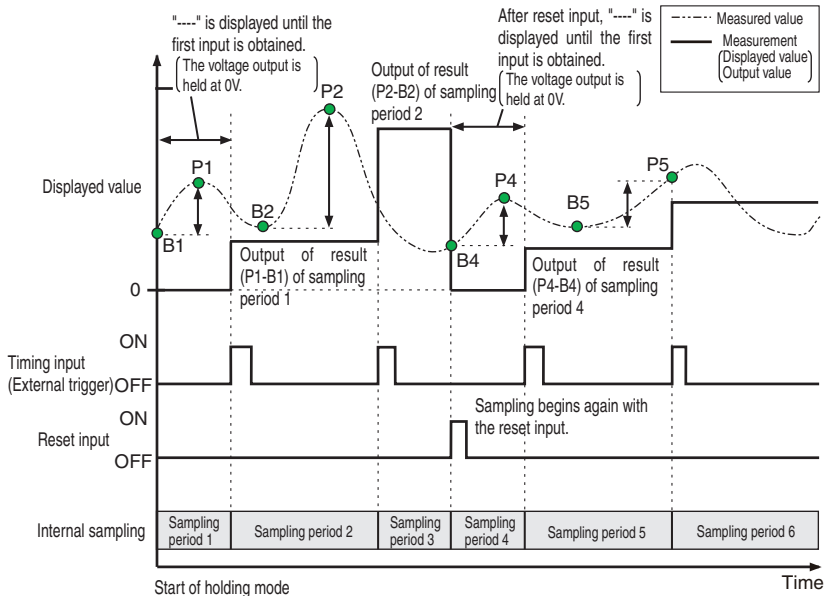 "----" is displayed until the
first input is obtained.
The voltage output is
held at 0V.
After reset input, "----" is
displayed until the first
input is obtained.
The voltage output is
held at 0V.
Measured value
Measurement
Displayed value
Output value
Output of result
(P2-B2) of sampling
period 2
P2
P1
P4
P5
Displayed value
B2
B5
B1
B4
Output of result
(P1-B1) of sampling
period 1
Output of result
(P4-B4) of sampling
period 4
0
ON
Timing input
(External trigger)
OFF
ON
Sampling begins again with
the reset input.
Reset input
OFF
Internal sampling
Sampling
period 1
Sampling period 2
Sampling
period 3
Sampling
period 4
Sampling period 5
Sampling period 6
Start of holding mode
Time